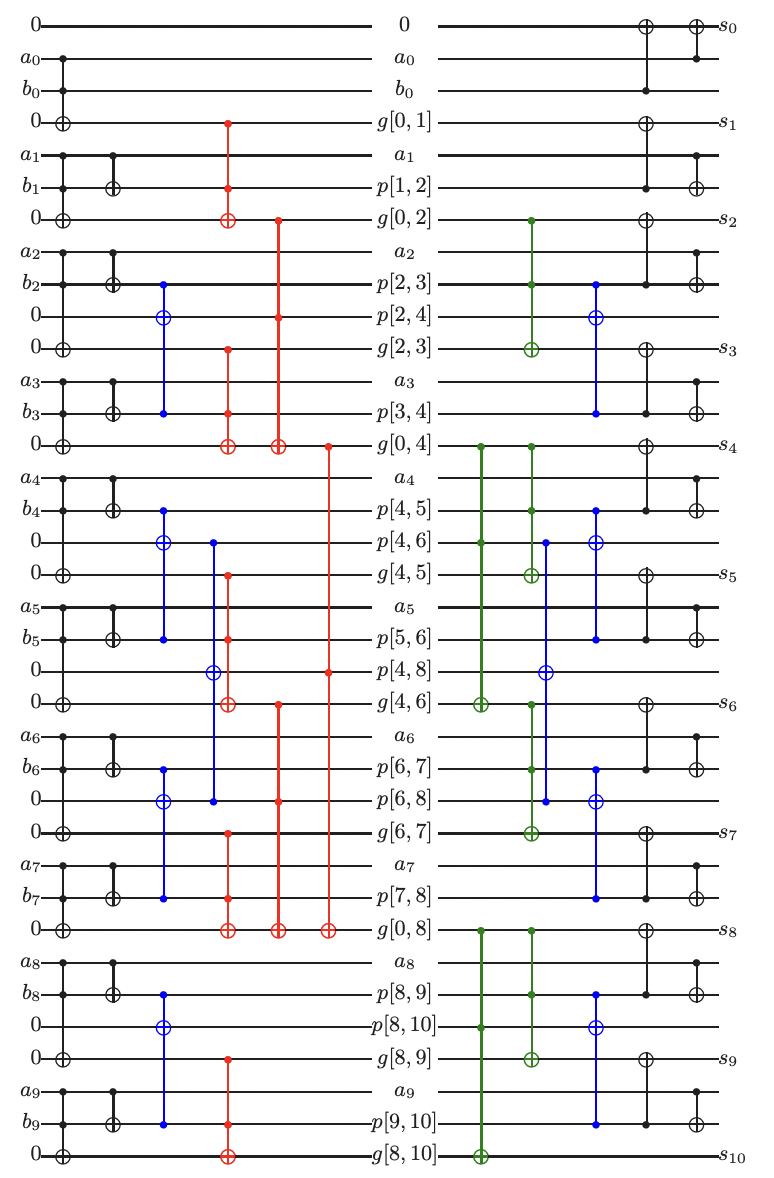 0 0 s₀
a₀ a₀
b₀ b₀
0 g[0, 1] s₁
a₁ a₁
b₁ p[1, 2]
0 g[0, 2] s₂
a₂ a₂
b₂ p[2, 3]
0 p[2, 4]
0 g[2, 3] s₃
a₃ a₃
b₃ p[3, 4]
0 g[0, 4] s₄
a₄ a₄
b₄ p[4, 5]
0 p[4, 6]
0 g[4, 5] s₅
a₅ a₅
b₅ p[5, 6]
0 p[4, 8]
0 g[4, 6] s₆
a₆ a₆
b₆ p[6, 7]
0 p[6, 8]
0 g[6, 7] s₇
a₇ a₇
b₇ p[7, 8]
0 g[0, 8] s₈
a₈ a₈
b₈ p[8, 9]
0 p[8, 10]
0 g[8, 9] s₉
a₉ a₉
b₉ p[9, 10]
0 g[8, 10] s₁₀